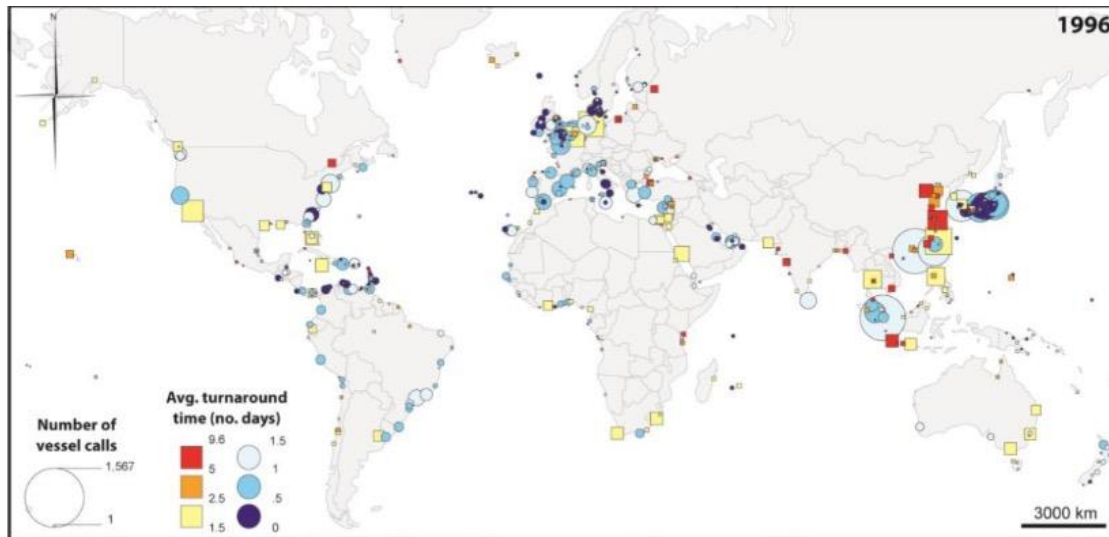 1996
N
Avg. turnaround
time (no. days)
Number of
vessel calls
9.6
1.5
1,567
5
1
2.5
.5
1
1.5
0
3000 km